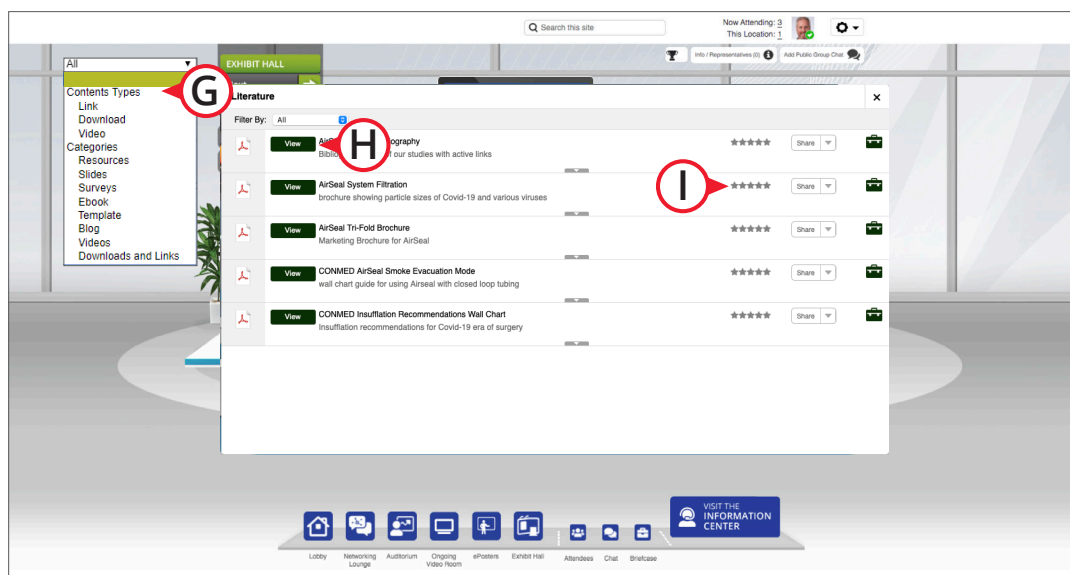 Search this site
Now Attending: 3
This Location: 1
All
EXHIBIT HALL
Info / Representatives (0)
Add Public Group Chat
G
Contents Types
Link
Download
Video
Categories
Resources
Slides
Surveys
Ebook
Template
Blog
Videos
Downloads and Links
Literature
×
Filter By: All
View
H
ography
our studies with active links
Share
View
AirSeal System Filtration
brochure showing particle sizes of Covid-19 and various viruses
I
Share
View
AirSeal Tri-Fold Brochure
Marketing Brochure for AirSeal
Share
View
CONMED AirSeal Smoke Evacuation Mode
wall chart guide for using Airseal with closed loop tubing
Share
View
CONMED Insufflation Recommendations Wall Chart
Insufflation recommendations for Covid-19 era of surgery
Share
VISIT THE
INFORMATION
CENTER
Lobby
Networking
Lounge
Auditorium
Ongoing
Video Room
ePosters
Exhibit Hall
Attendees
Chat
Briefcase